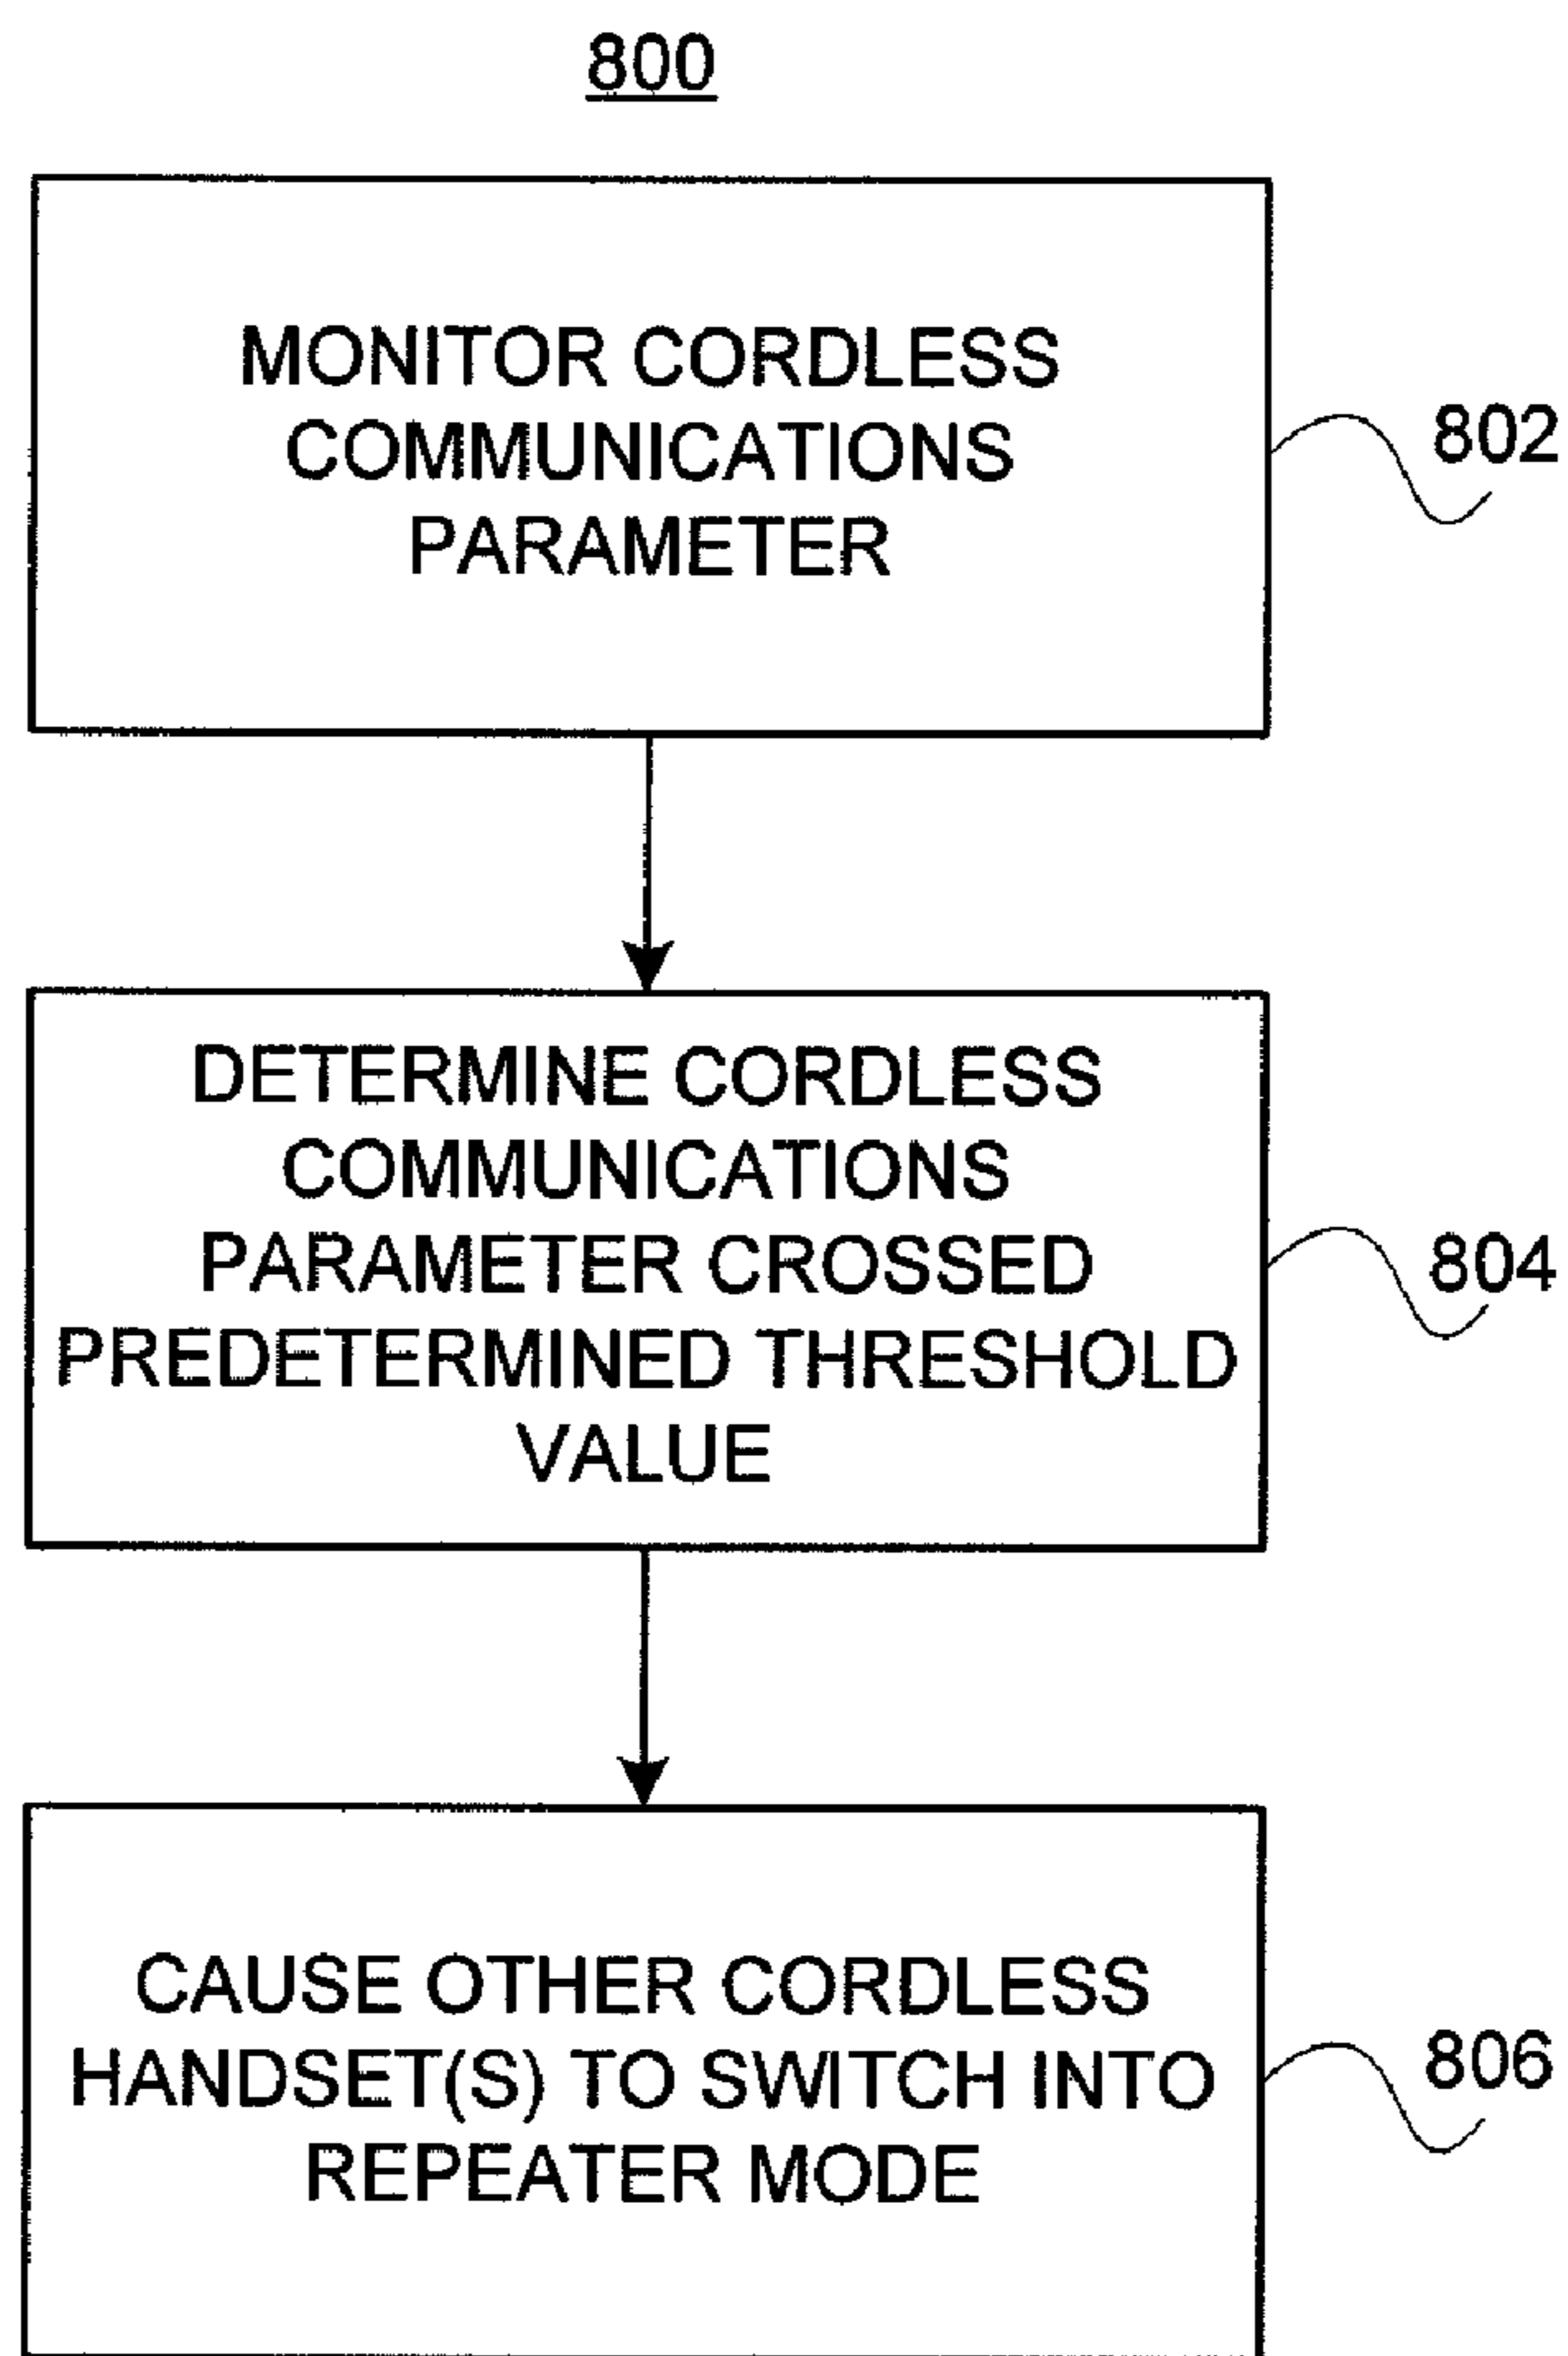 800
MONITOR CORDLESS
COMMUNICATIONS
PARAMETER
802
DETERMINE CORDLESS
COMMUNICATIONS
PARAMETER CROSSED
PREDETERMINED THRESHOLD
VALUE
804
CAUSE OTHER CORDLESS
HANDSET(S) TO SWITCH INTO
REPEATER MODE
806